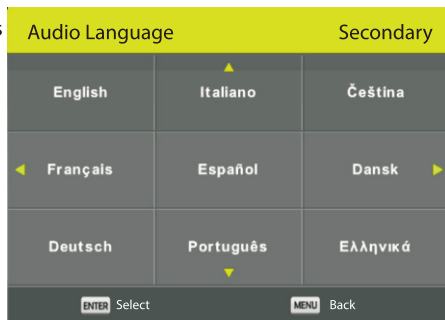 s
Audio Language Secondary
English Italiano Čeština
Français Español Dansk
Deutsch Português Ελληνικά
ENTER Select MENU Back